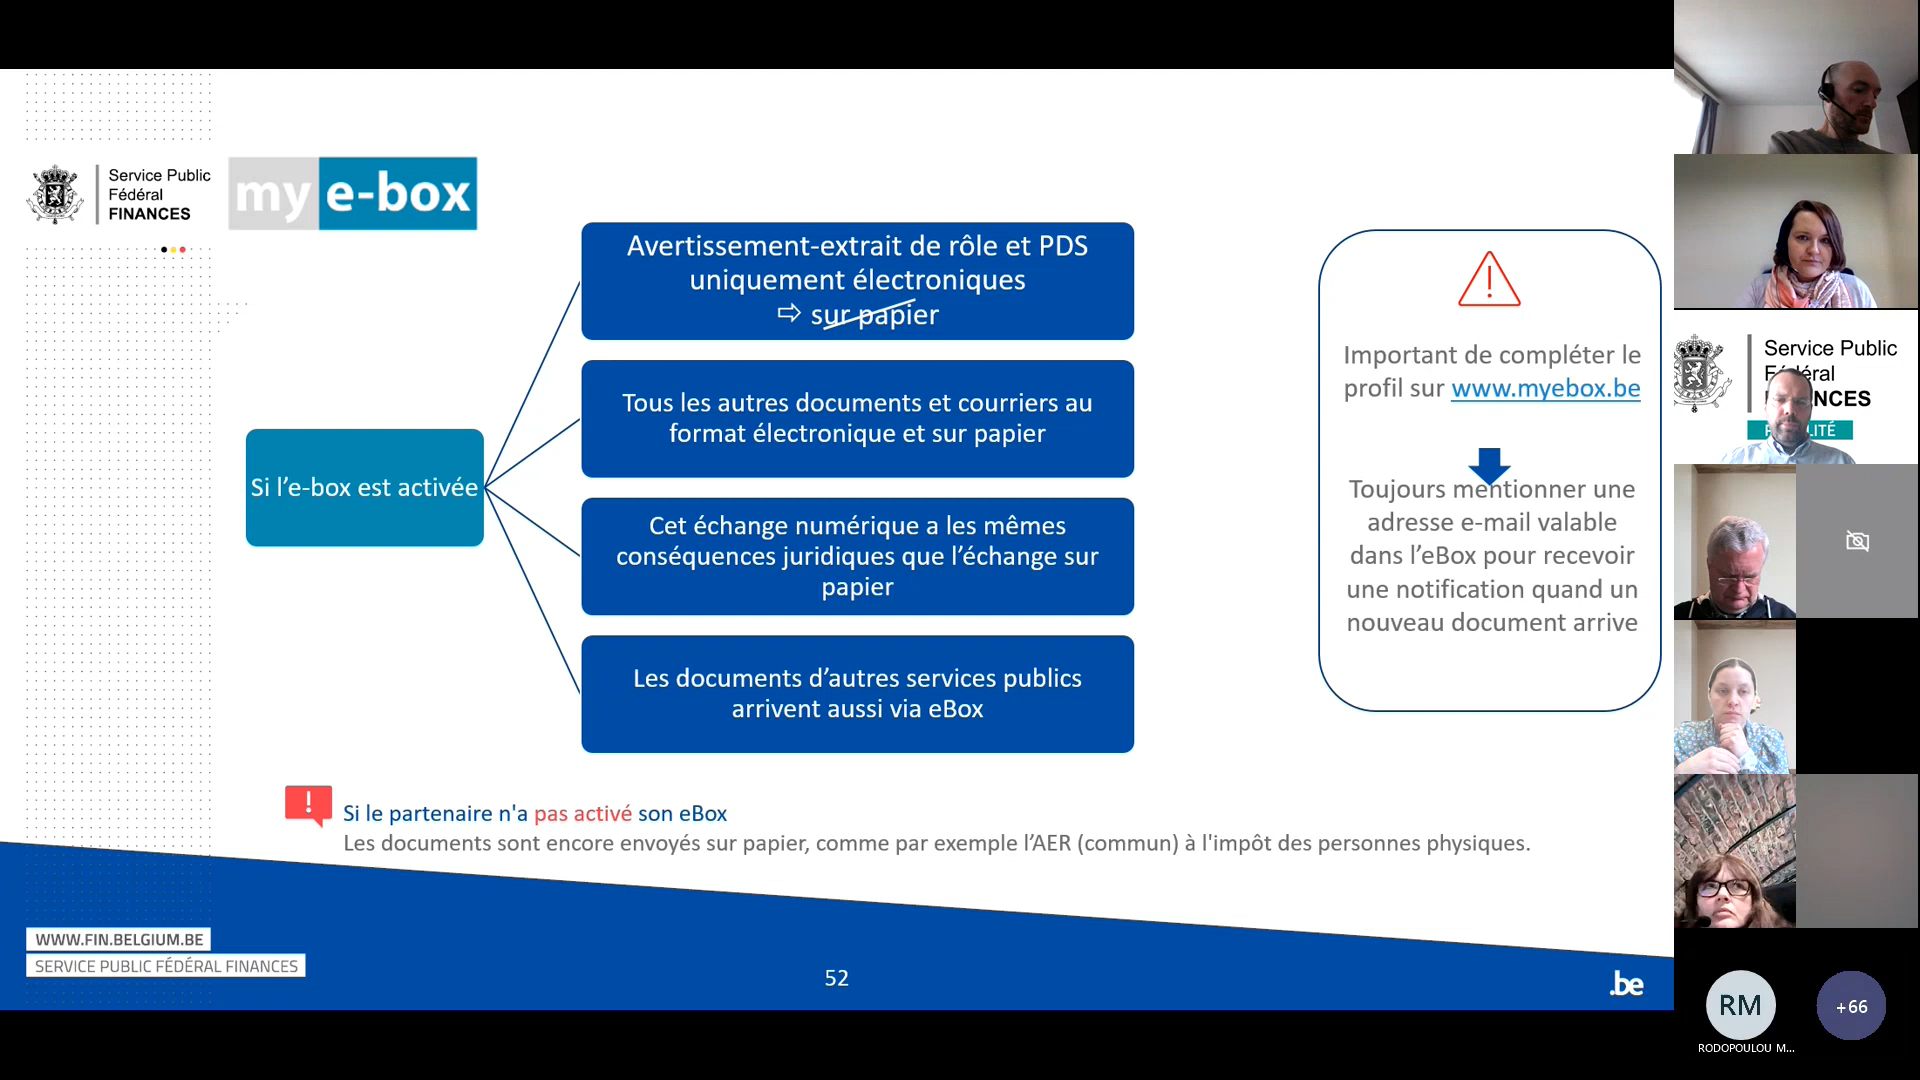 Service Public
Fédéral
FINANCES
my e-box
Avertissement-extrait de rôle et PDS
uniquement électroniques
⇨ sur papier
Tous les autres documents et courriers au
format électronique et sur papier
Si l’e-box est activée
Cet échange numérique a les mêmes
conséquences juridiques que l’échange sur
papier
Les documents d’autres services publics
arrivent aussi via eBox
Important de compléter le
profil sur www.myebox.be
Toujours mentionner une
adresse e-mail valable
dans l’eBox pour recevoir
une notification quand un
nouveau document arrive
Si le partenaire n'a pas activé son eBox
Les documents sont encore envoyés sur papier, comme par exemple l’AER (commun) à l'impôt des personnes physiques.
WWW.FIN.BELGIUM.BE
SERVICE PUBLIC FÉDÉRAL FINANCES
52
.be
Service Public
RM
RODOPOULOU M...
+66